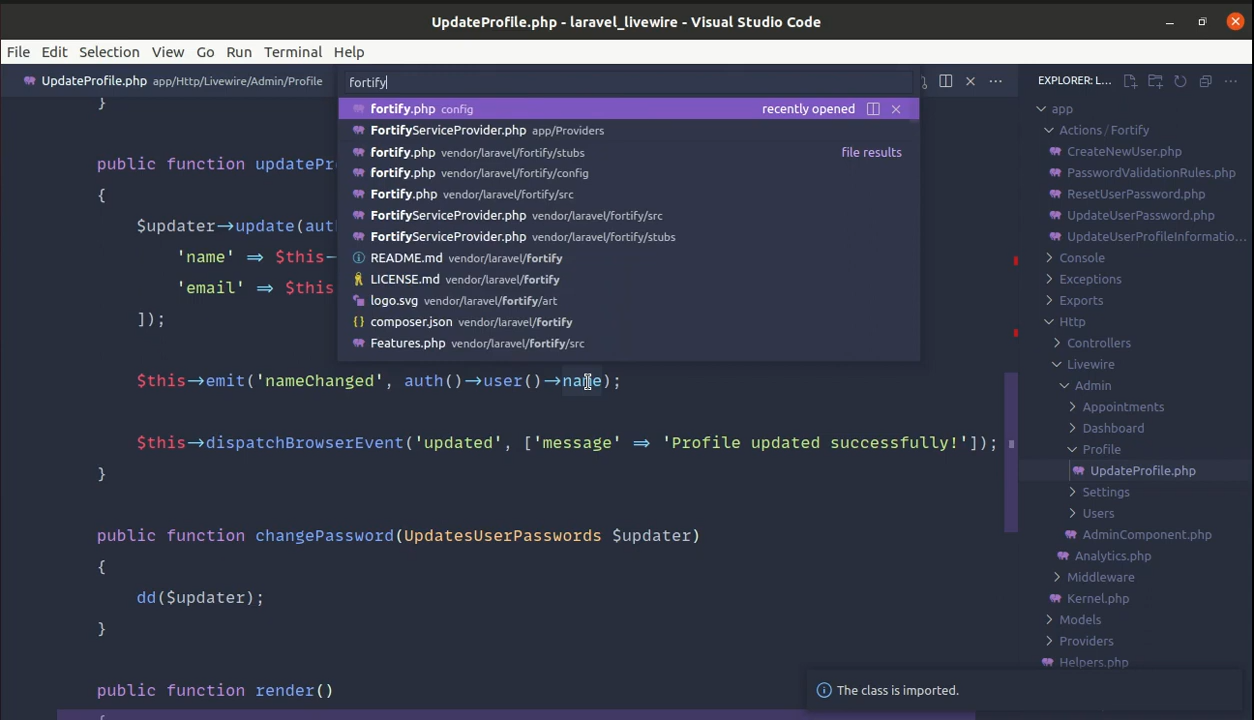 UpdateProfile.php - laravel_livewire - Visual Studio Code
File Edit Selection View Go Run Terminal Help
UpdateProfile.php app/Http/Livewire/Admin/Profile
fortify
fortify.php config recently opened
FortifyServiceProvider.php app/Providers
fortify.php vendor/laravel/fortify/stubs file results
fortify.php vendor/laravel/fortify/config
Fortify.php vendor/laravel/fortify/src
FortifyServiceProvider.php vendor/laravel/fortify/src
FortifyServiceProvider.php vendor/laravel/fortify/stubs
README.md vendor/laravel/fortify
LICENSE.md vendor/laravel/fortify
logo.svg vendor/laravel/fortify/art
composer.json vendor/laravel/fortify
Features.php vendor/laravel/fortify/src
}
public function updatePr
{
$updater→update(aut
'name' ⇒ $this
'email' ⇒ $this
]);
$this→emit('nameChanged', auth()→user()→name);
$this→dispatchBrowserEvent('updated', ['message' ⇒ 'Profile updated successfully!']);
}
public function changePassword(UpdatesUserPasswords $updater)
{
dd($updater);
}
public function render()
{
EXPLORER: L...
app
Actions / Fortify
CreateNewUser.php
PasswordValidationRules.php
ResetUserPassword.php
UpdateUserPassword.php
UpdateUserProfileInformatio...
Console
Exceptions
Exports
Http
Controllers
Livewire
Admin
Appointments
Dashboard
Profile
UpdateProfile.php
Settings
Users
AdminComponent.php
Analytics.php
Middleware
Kernel.php
Models
Providers
Helpers.php
The class is imported.